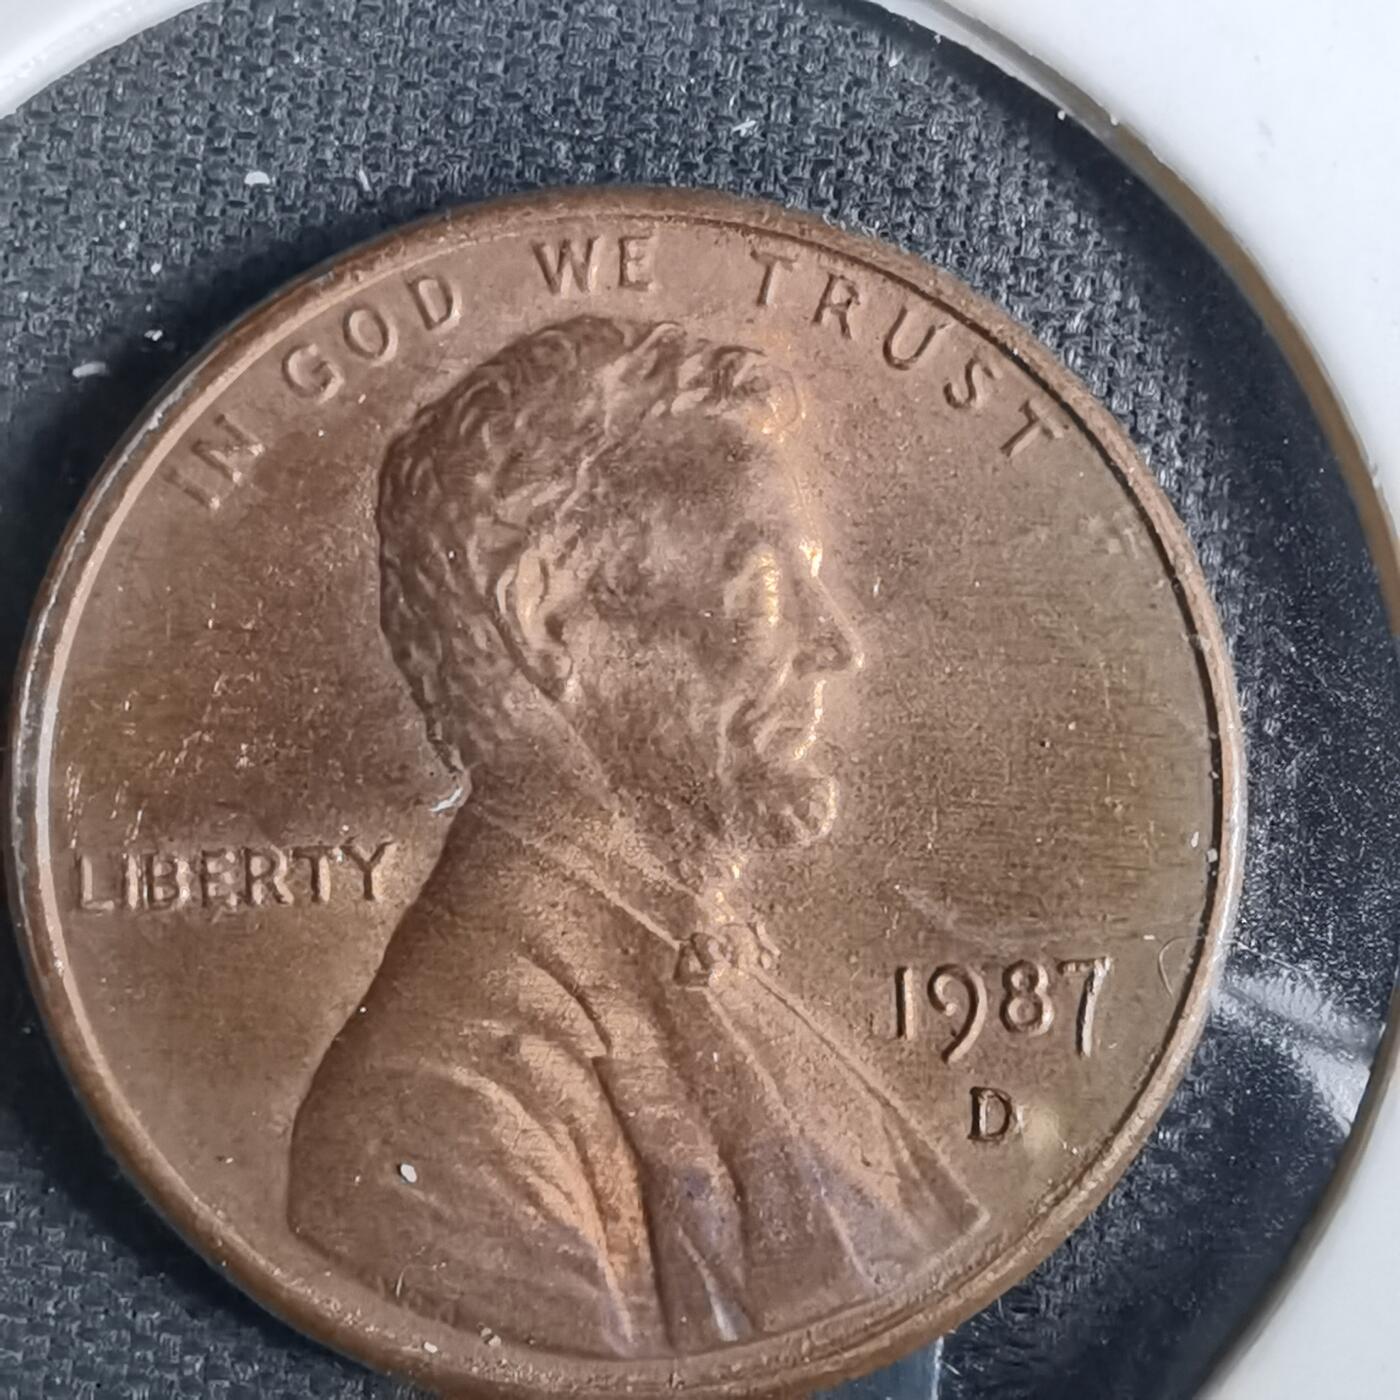 IN GOD WE TRUST
LIBERTY
1987
D